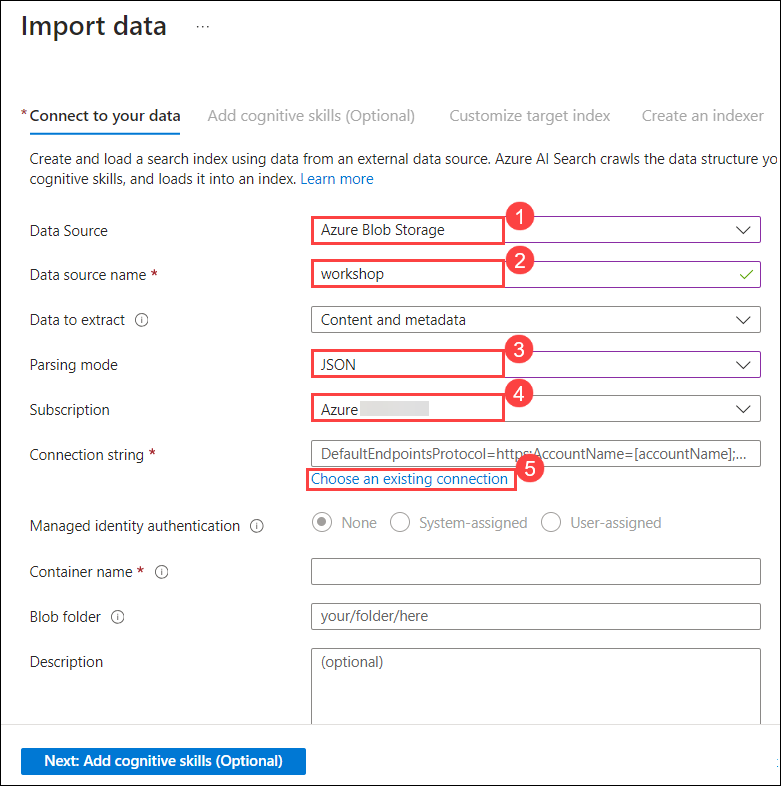 Import data ...
* Connect to your data Add cognitive skills (Optional) Customize target index Create an indexer
Create and load a search index using data from an external data source. Azure AI Search crawls the data structure yo
cognitive skills, and loads it into an index. Learn more
Data Source Azure Blob Storage 1
Data source name * workshop 2
Data to extract Content and metadata
Parsing mode JSON 3
Subscription Azure 4
Connection string * DefaultEndpointsProtocol=https;AccountName=[accountName];...
Choose an existing connection 5
Managed identity authentication None System-assigned User-assigned
Container name *
Blob folder your/folder/here
Description (optional)
Next: Add cognitive skills (Optional)